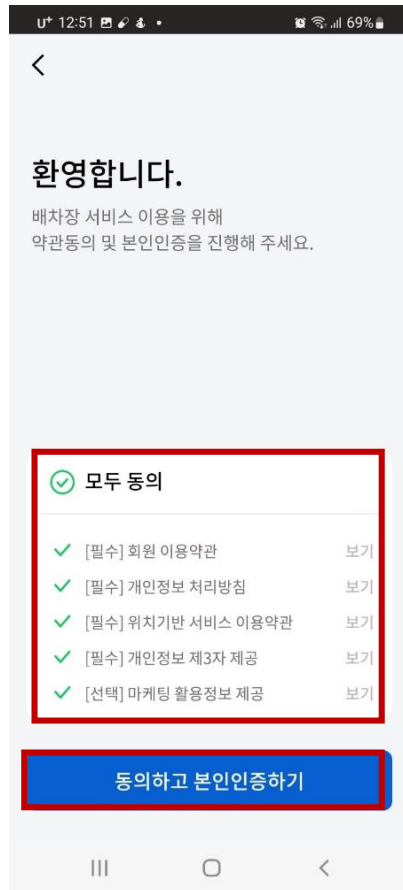 U+ 12:51
69%
환영합니다.
배차장 서비스 이용을 위해
약관동의 및 본인인증을 진행해 주세요.
모두 동의
[필수] 회원 이용약관 보기
[필수] 개인정보 처리방침 보기
[필수] 위치기반 서비스 이용약관 보기
[필수] 개인정보 제3자 제공 보기
[선택] 마케팅 활용정보 제공 보기
동의하고 본인인증하기